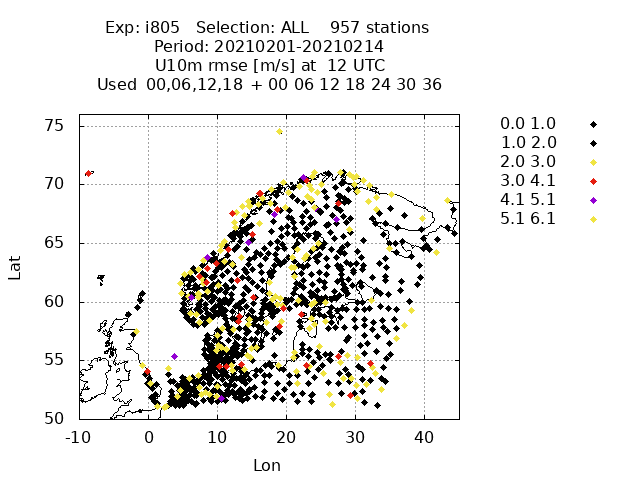 Exp: i805 Selection: ALL 957 stations
Period: 20210201-20210214
U10m rmse [m/s] at 12 UTC
Used 00,06,12,18 + 00 06 12 18 24 30 36
75
70
65
60
55
50
Lat
-10 0 10 20 30 40
Lon
0.0 1.0
1.0 2.0
2.0 3.0
3.0 4.1
4.1 5.1
5.1 6.1